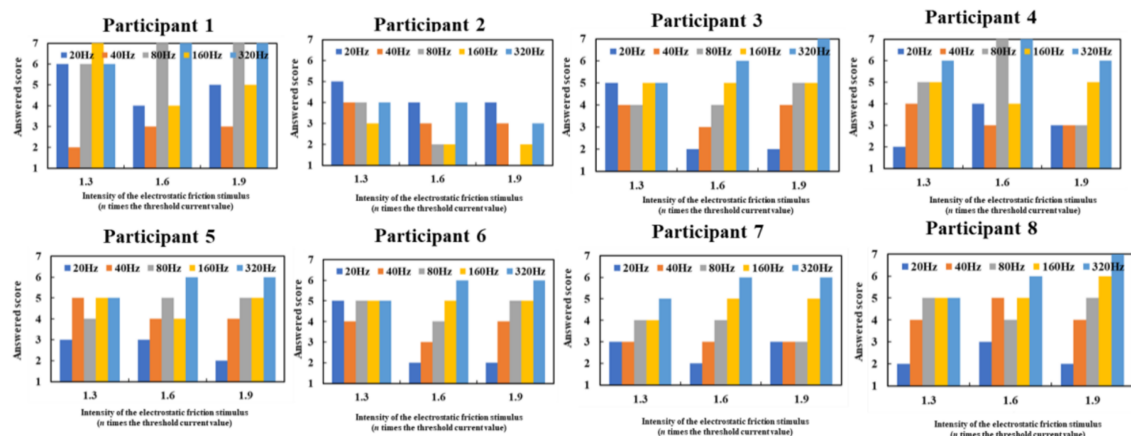 Participant 1
20Hz 40Hz 80Hz 160Hz 320Hz
7
6
5
4
3
2
1
Answered score
1.3 1.6 1.9
Intensity of the electrostatic friction stimulus
(n times the threshold current value)
Participant 2
20Hz 40Hz 80Hz 160Hz 320Hz
7
6
5
4
3
2
1
Answered score
1.3 1.6 1.9
Intensity of the electrostatic friction stimulus
(n times the threshold current value)
Participant 3
20Hz 40Hz 80Hz 160Hz 320Hz
7
6
5
4
3
2
1
Answered score
1.3 1.6 1.9
Intensity of the electrostatic friction stimulus
(n times the threshold current value)
Participant 4
20Hz 40Hz 80Hz 160Hz 320Hz
7
6
5
4
3
2
1
Answered score
1.3 1.6 1.9
Intensity of the electrostatic friction stimulus
(n times the threshold current value)
Participant 5
20Hz 40Hz 80Hz 160Hz 320Hz
7
6
5
4
3
2
1
Answered score
1.3 1.6 1.9
Intensity of the electrostatic friction stimulus
(n times the threshold current value)
Participant 6
20Hz 40Hz 80Hz 160Hz 320Hz
7
6
5
4
3
2
1
Answered score
1.3 1.6 1.9
Intensity of the electrostatic friction stimulus
(n times the threshold current value)
Participant 7
20Hz 40Hz 80Hz 160Hz 320Hz
7
6
5
4
3
2
1
Answered score
1.3 1.6 1.9
Intensity of the electrostatic friction stimulus
(n times the threshold current value)
Participant 8
20Hz 40Hz 80Hz 160Hz 320Hz
7
6
5
4
3
2
1
Answered score
1.3 1.6 1.9
Intensity of the electrostatic friction stimulus
(n times the threshold current value)